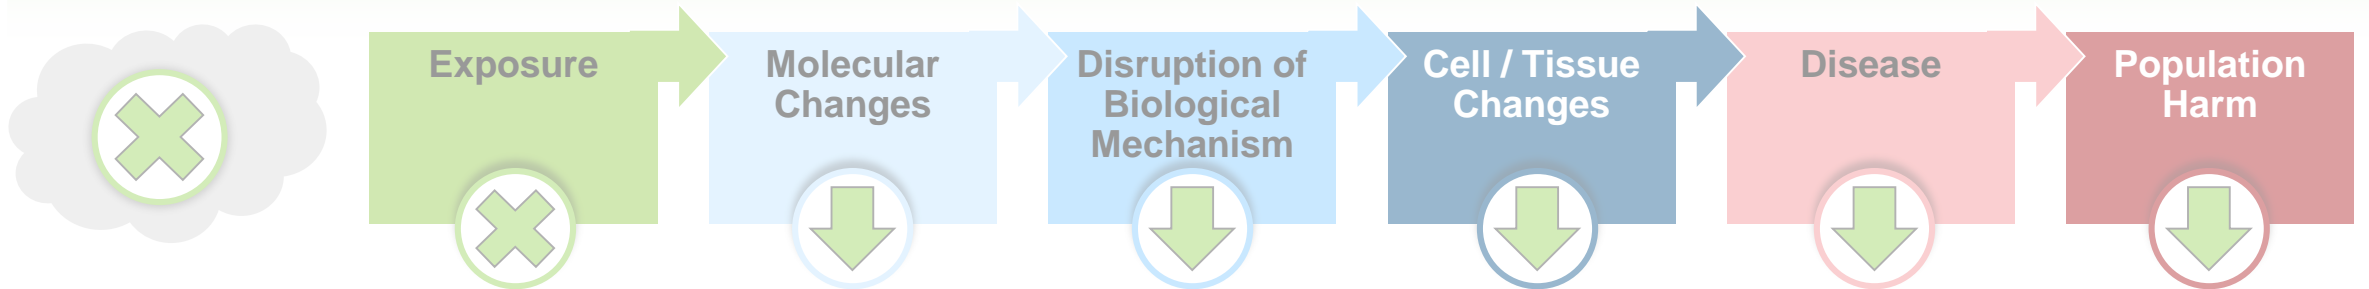 Exposure
Molecular
Changes
Disruption of
Biological
Mechanism
Cell / Tissue
Changes
Disease
Population
Harm